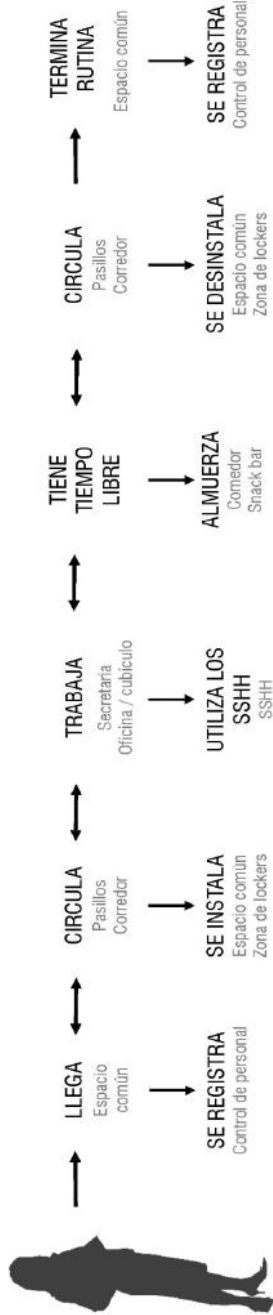 LLEGA
Espacio
común
SE REGISTRA
Control de personal
CIRCULA
Pasillos
Corredor
SE INSTALA
Espacio común
Zona de lockers
TRABAJA
Secretaria
Oficina / cubiculo
UTILIZA LOS
SSHH
SSHH
TIENE
TIEMPO
LIBRE
ALMUERZA
Comedor
Snack bar
CIRCULA
Pasillos
Corredor
SE DESINSTALA
Espacio común
Zona de lockers
TERMINA
RUTINA
Espacio común
SE REGISTRA
Control de personal